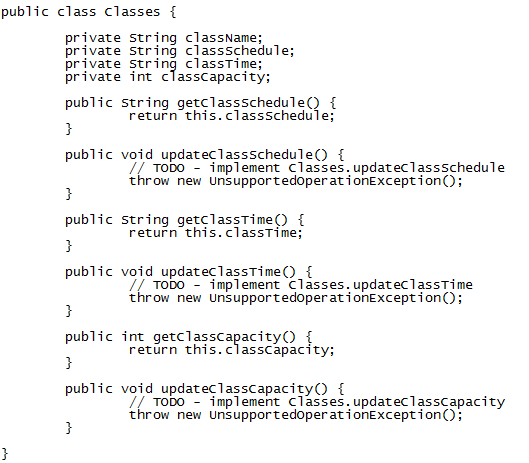 public class Classes {
private String className;
private String classSchedule;
private String classTime;
private int classCapacity;
public String getClassSchedule() {
return this.classSchedule;
}
public void updateClassSchedule() {
// TODO - implement Classes.updateClassSchedule
throw new UnsupportedOperationException();
}
public String getClassTime() {
return this.classTime;
}
public void updateClassTime() {
// TODO - implement Classes.updateClassTime
throw new UnsupportedOperationException();
}
public int getClassCapacity() {
return this.classCapacity;
}
public void updateClassCapacity() {
// TODO - implement Classes.updateClassCapacity
throw new UnsupportedOperationException();
}
}